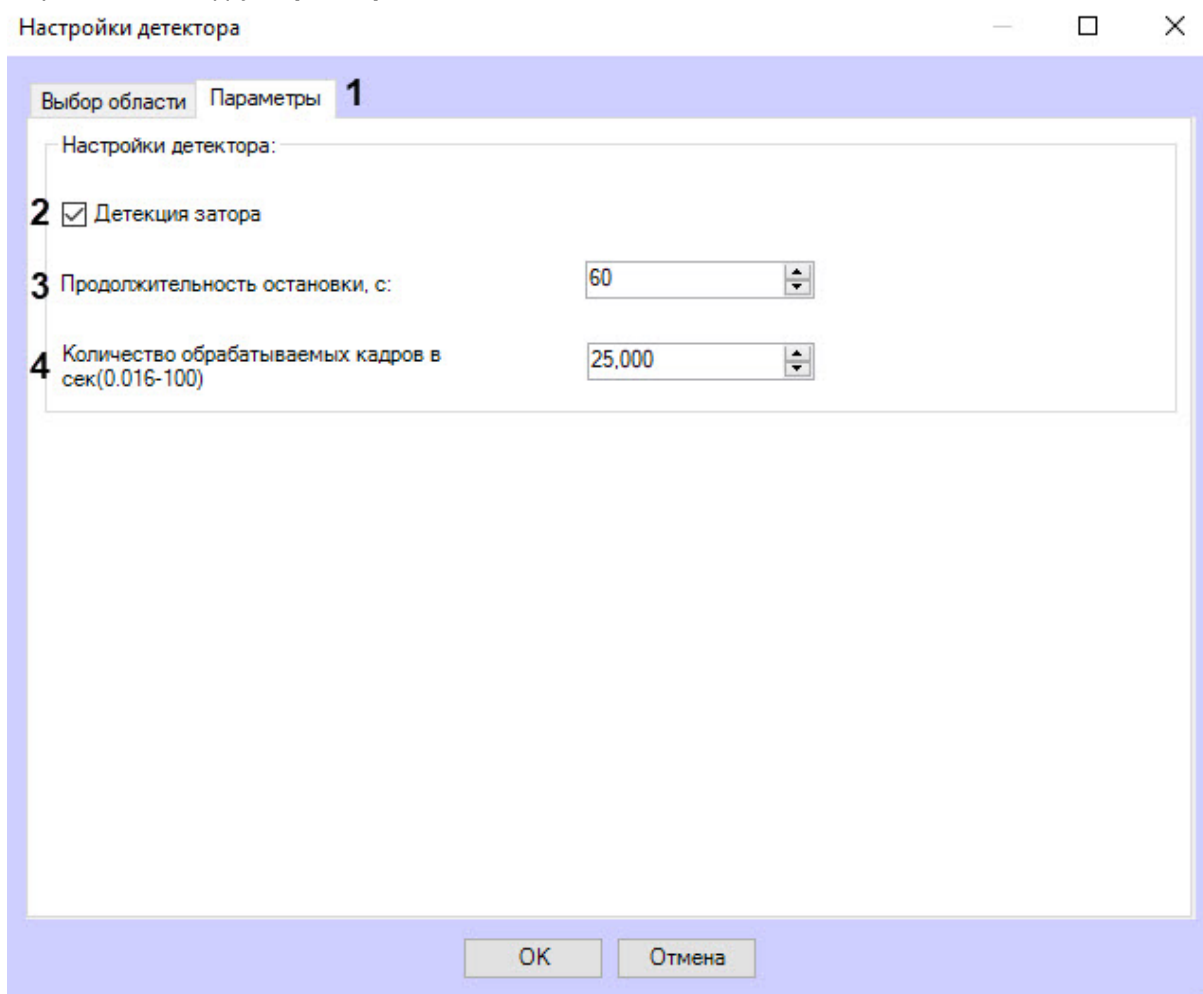 Настройки детектора
Выбор области Параметры 1
Настройки детектора:
2 Детекция затора
3 Продолжительность остановки, с: 60
4 Количество обрабатываемых кадров в сек(0.016-100) 25,000
OK Отмена